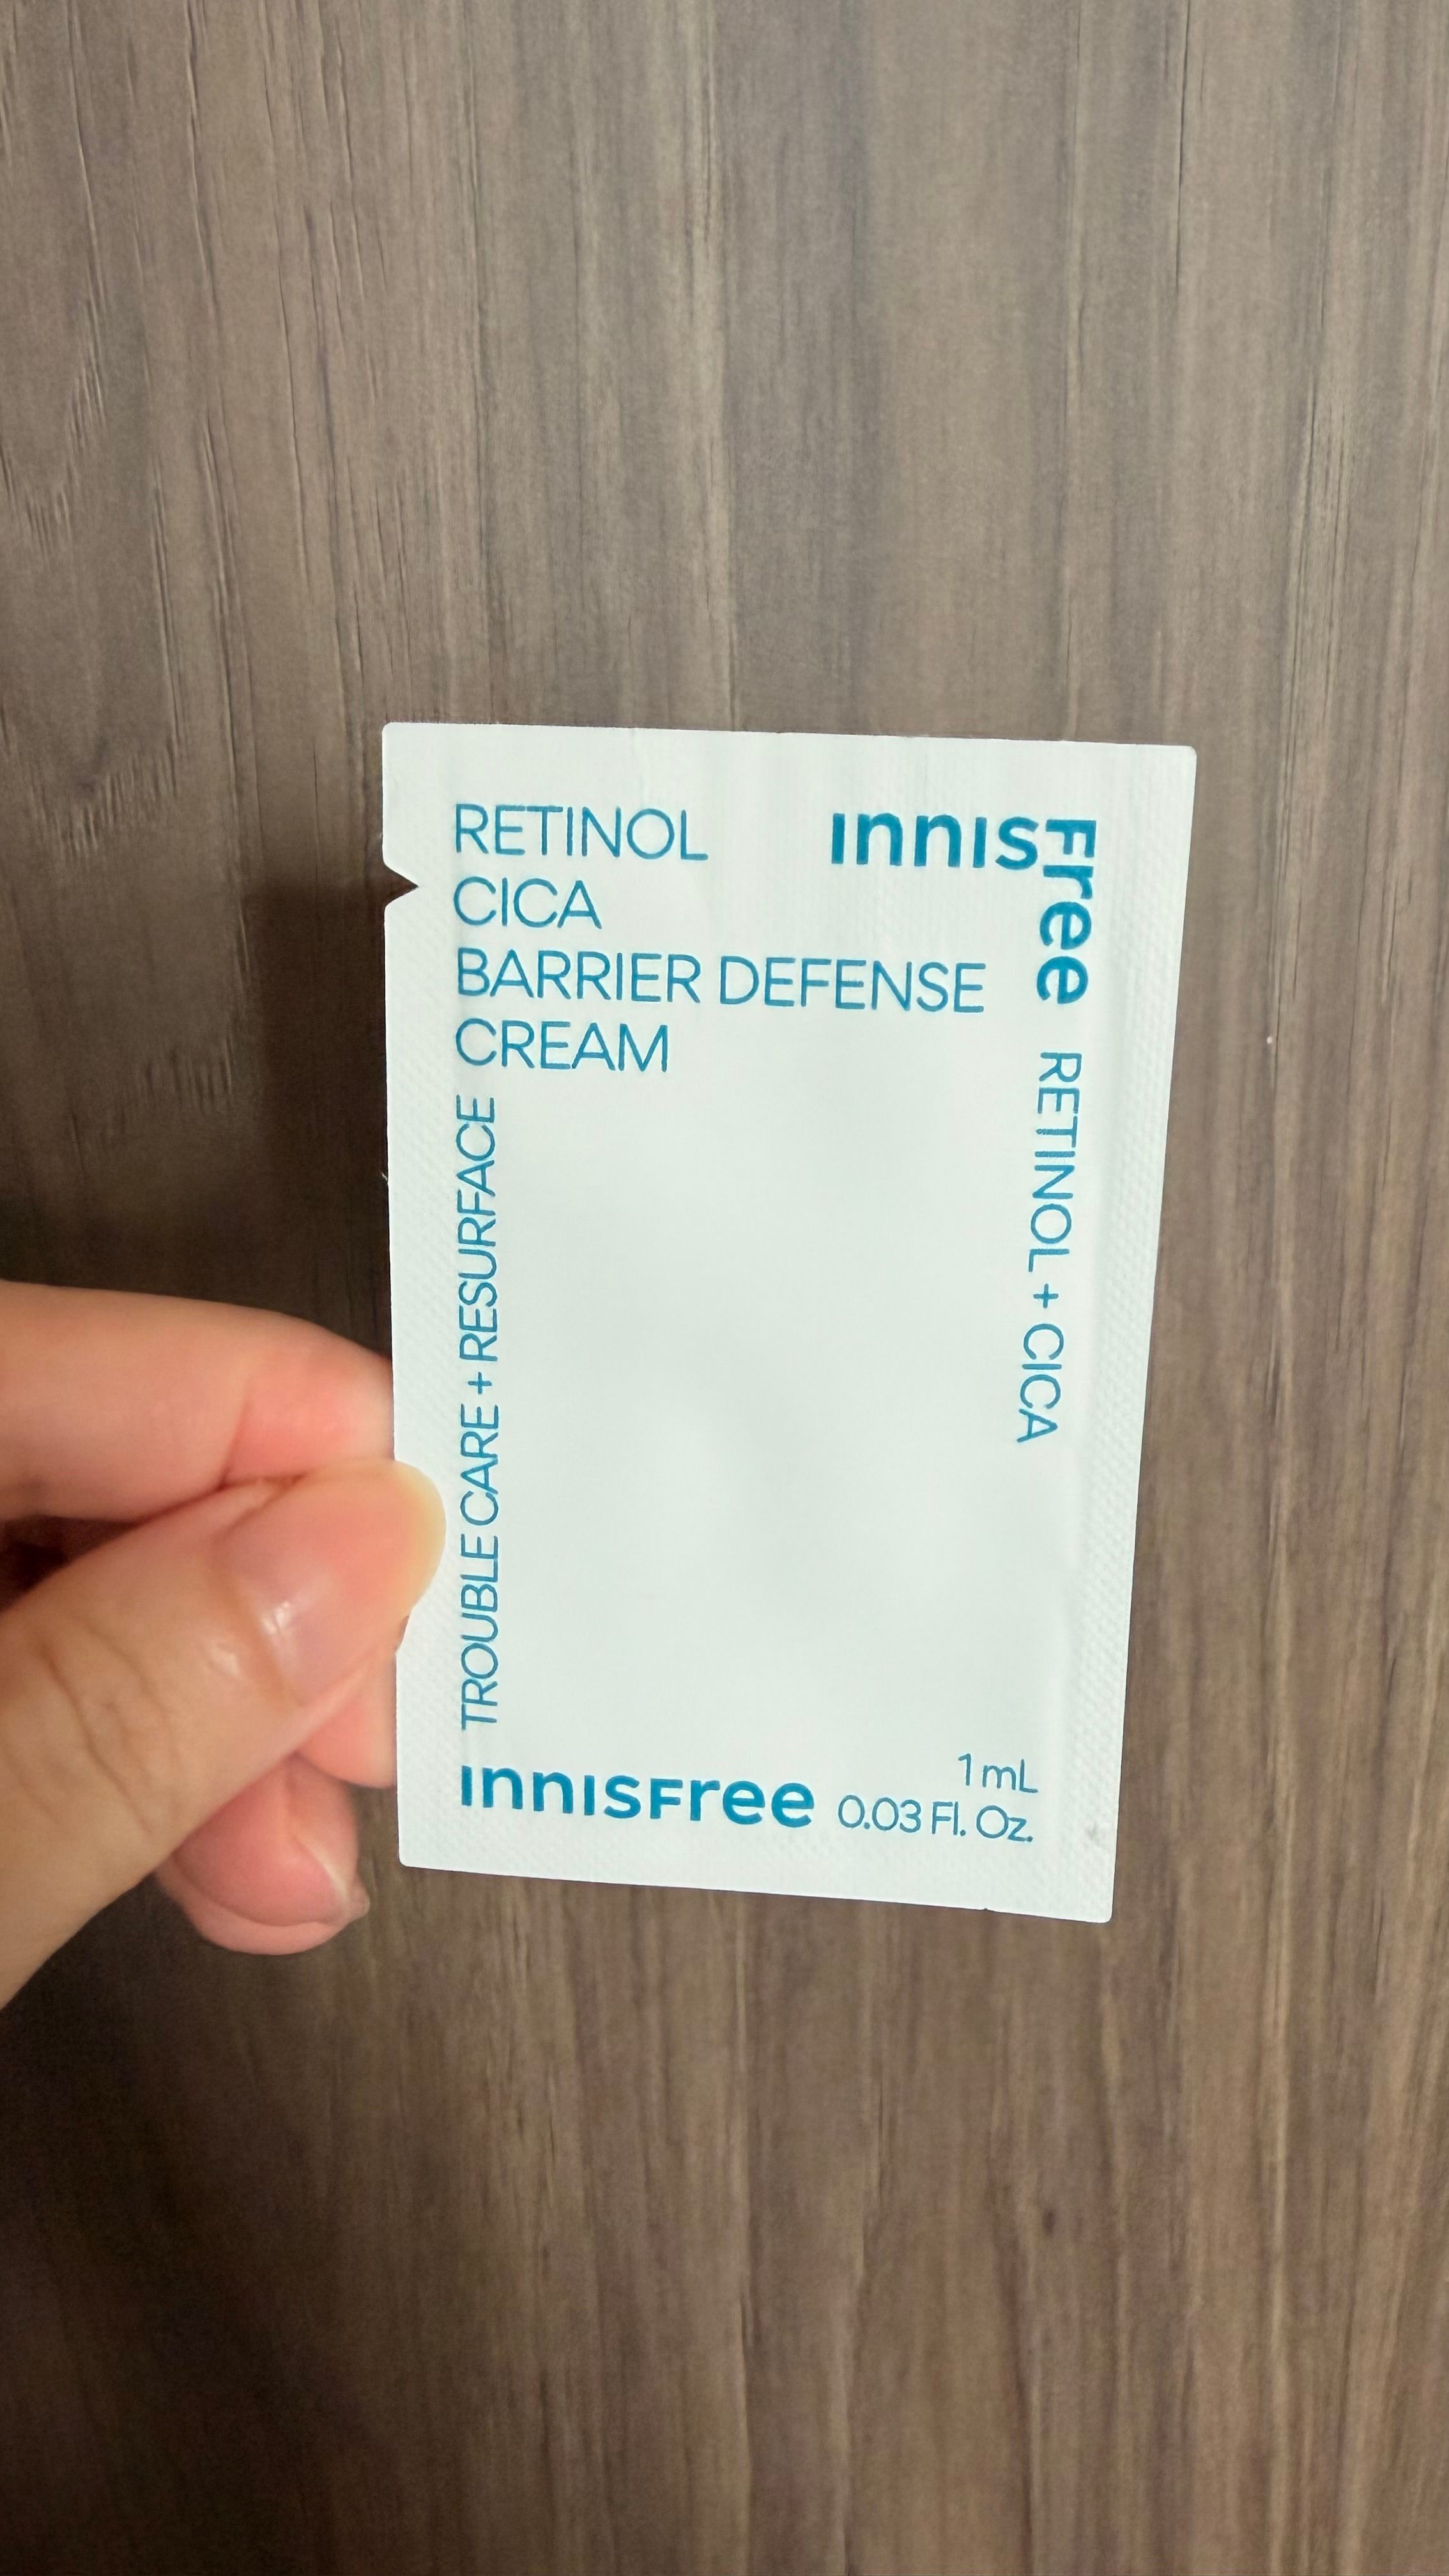 RETINOL
CICA
BARRIER DEFENSE
CREAM
INNISFree
RETINOL + CICA
TROUBLE CARE + RESURFACE
INNISFree
1 mL
0.03 Fl. Oz.